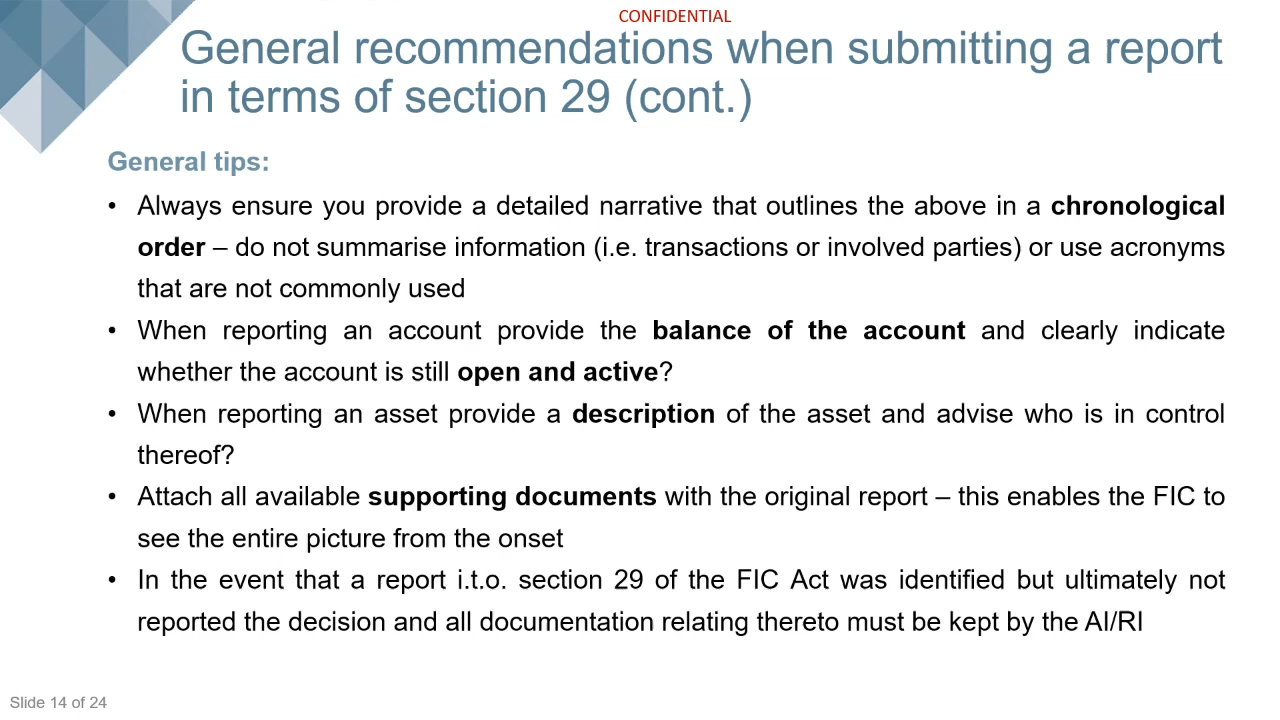 CONFIDENTIAL
General recommendations when submitting a report
in terms of section 29 (cont.)
General tips:
• Always ensure you provide a detailed narrative that outlines the above in a chronological
order – do not summarise information (i.e. transactions or involved parties) or use acronyms
that are not commonly used
• When reporting an account provide the balance of the account and clearly indicate
whether the account is still open and active?
• When reporting an asset provide a description of the asset and advise who is in control
thereof?
• Attach all available supporting documents with the original report – this enables the FIC to
see the entire picture from the onset
• In the event that a report i.t.o. section 29 of the FIC Act was identified but ultimately not
reported the decision and all documentation relating thereto must be kept by the AI/RI
Slide 14 of 24